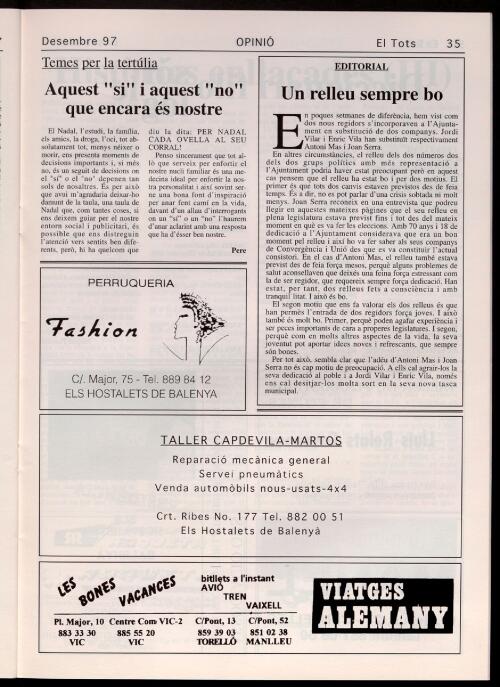 Desembre 97
OPINIÓ
El Tots 35
Temes per la tertúlia
Aquest "si" i aquest "no"
que encara és nostre
El Nadal, l'estudi, la família,
els amics, la droga, l'oci, tot ab-
solutament tot, menys néixer o
morir, ens presenta moments de
decisions importants i, si més
no, és un seguit de decisions on
el "sí" o el "no" depenen tan
sols de nosaltres. És per això
que avui m'agradaria deixar-ho
damunt de la taula, una taula de
Nadal que, com tantes coses, si
ens deixem guiar pel nostre
entorn social i publicitari, és
possible que ens distreguin
l'atenció vers sentits ben dife-
rents, però, hi ha quelcom que
diu la dita: PER NADAL
CADA OVELLA AL SEU
CORRAL!
Penso sincerament que tot al-
lò que serveix per enfortir el
nostre nucli familiar és una me-
decina ideal per enfortir la nos-
tra personalitat i així sovint ser-
ne una bona font d'inspiració
per anar fent camí en la vida,
davant d'un allau d'interrogants
on un "sí" o un "no" l'haurem
d'anar aclarint amb una resposta
que ha d'ésser ben nostre.
Pere
EDITORIAL
Un relleu sempre bo
En poques setmanes de diferència, hem vist com
dos nous regidors s'incorporaven a l'Ajunta-
ment en substitució de dos companys. Jordi
Vilar i Enric Vila han substituït respectivament
Antoni Mas i Joan Serra.
En altres circumstàncies, el relleu dels dos números dos
dels dos grups polítics amb més representació a
l'Ajuntament podria haver estat preocupant però en aquest
cas pensem que el relleu ha estat bo i per dos motius. El
primer és que tots dos canvis estaven previstos des de feia
temps. És a dir, no es pot parlar d'una crisis sobtada ni molt
menys. Joan Serra reconeix en una entrevista que podreu
llegir en aquestes mateixes pàgines que el seu relleu en
plena legislatura estava previst fins i tot des del mateix
moment en què es va fer les eleccions. Amb 70 anys i 18 de
dedicació a l'Ajuntament considerava que era un bon
moment pel relleu i així ho va fer saber als seus companys
de Convergència i Unió des que es va constituir l'actual
consistori. En el cas d'Antoni Mas, el relleu també estava
previst des de feia força mesos, perquè alguns problemes de
salut aconsellaven que deixés una feina força estressant com
la de ser regidor, que requereix sempre força dedicació. Han
estat, per tant, dos relleus fets a consciència i amb
tranquil·litat. I això és bo.
El segon motiu que ens fa valorar els dos relleus és que
han permès l'entrada de dos regidors força joves. I això
també és molt bo. Primer, perquè poden agafar experiència i
ser peces importants de cara a properes legislatures. I segon,
perquè com en molts altres aspectes de la vida, la seva
joventut pot aportar idees noves i refrescants, que sempre
són bones.
Per tot això, sembla clar que l'adéu d'Antoni Mas i Joan
Serra no és cap motiu de preocupació. A ells cal agrair-los la
seva dedicació al poble i a Jordi Vilar i Enric Vila, només
ens cal desitjar-los molta sort en la seva nova tasca
municipal.
PERRUQUERIA
Fashion
C/. Major, 75 - Tel. 889 84 12
ELS HOSTALETS DE BALENYA
TALLER CAPDEVILA-MARTOS
Reparació mecànica general
Servei pneumàtics
Venda automòbils nous-usats-4x4
Crt. Ribes No. 177 Tel. 882 00 51
Els Hostalets de Balenyà
LES BONES VACANCES
bitllets a l'instant
AVIÓ
TREN
VAIXELL
VIATGES
ALEMANY
Pl. Major, 10 Centre Com VIC-2 C/Pont, 13 C/Pont, 52
883 33 30 885 55 20 859 39 03 851 02 38
VIC VIC TORELLÓ MANLLEU